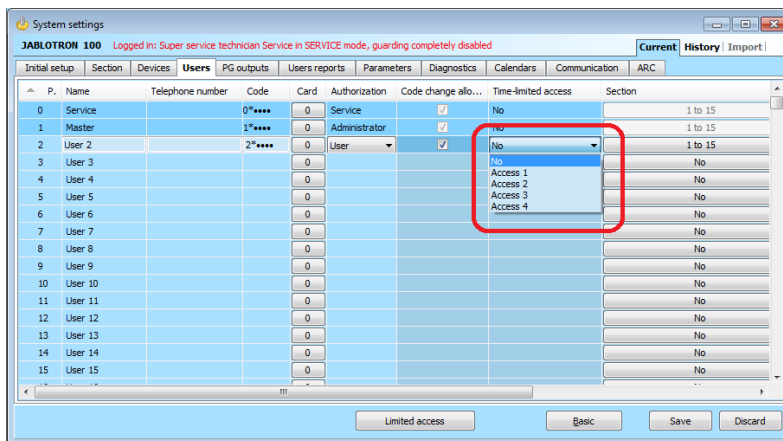 System settings
JABLOTRON 100 Logged in: Super service technician Service in SERVICE mode, guarding completely disabled Current History Import
Initial setup Section Devices Users PG outputs Users reports Parameters Diagnostics Calendars Communication ARC
P. Name Telephone number Code Card Authorization Code change allo... Time-limited access Section
0 Service 0*•••• 0 Service No 1 to 15
1 Master 1*•••• 0 Administrator No 1 to 15
2 User 2 2*•••• 0 User No 1 to 15
No
Access 1
Access 2
Access 3
Access 4
3 User 3 0 No
4 User 4 0 No
5 User 5 0 No
6 User 6 0 No
7 User 7 0 No
8 User 8 0 No
9 User 9 0 No
10 User 10 0 No
11 User 11 0 No
12 User 12 0 No
13 User 13 0 No
14 User 14 0 No
15 User 15 0 No
Limited access Basic Save Discard